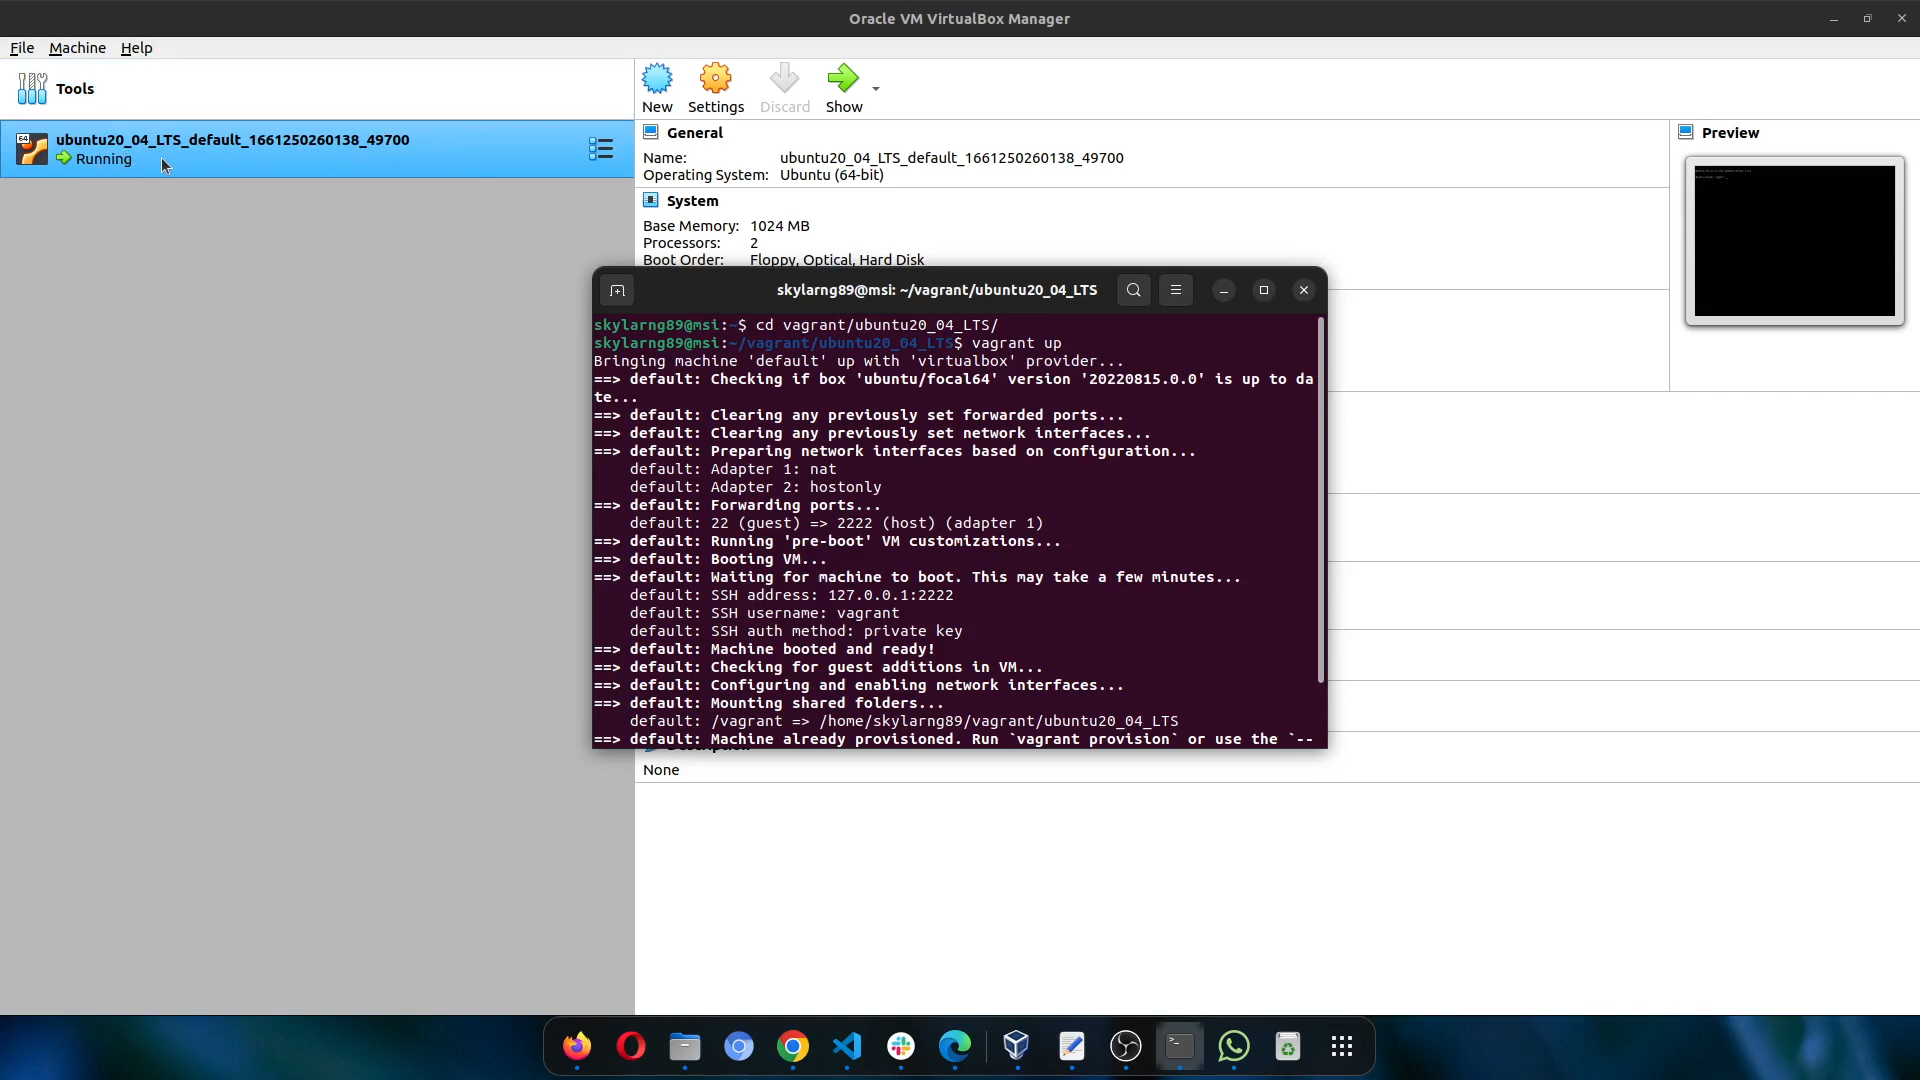 Oracle VM VirtualBox Manager
File Machine Help
Tools
New Settings Discard Show
64
ubuntu20_04_LTS_default_1661250260138_49700
Running
General
Name: ubuntu20_04_LTS_default_1661250260138_49700
Operating System: Ubuntu (64-bit)
Preview
System
Base Memory: 1024 MB
Processors: 2
Boot Order: Floppy, Optical, Hard Disk
skylarng89@msi: ~/vagrant/ubuntu20_04_LTS
skylarng89@msi:~$ cd vagrant/ubuntu20_04_LTS/
skylarng89@msi:~/vagrant/ubuntu20_04_LTS$ vagrant up
Bringing machine 'default' up with 'virtualbox' provider...
==> default: Checking if box 'ubuntu/focal64' version '20220815.0.0' is up to da
te...
==> default: Clearing any previously set forwarded ports...
==> default: Clearing any previously set network interfaces...
==> default: Preparing network interfaces based on configuration...
default: Adapter 1: nat
default: Adapter 2: hostonly
==> default: Forwarding ports...
default: 22 (guest) => 2222 (host) (adapter 1)
==> default: Running 'pre-boot' VM customizations...
==> default: Booting VM...
==> default: Waiting for machine to boot. This may take a few minutes...
default: SSH address: 127.0.0.1:2222
default: SSH username: vagrant
default: SSH auth method: private key
==> default: Machine booted and ready!
==> default: Checking for guest additions in VM...
==> default: Configuring and enabling network interfaces...
==> default: Mounting shared folders...
default: /vagrant => /home/skylarng89/vagrant/ubuntu20_04_LTS
==> default: Machine already provisioned. Run `vagrant provision` or use the `--
None